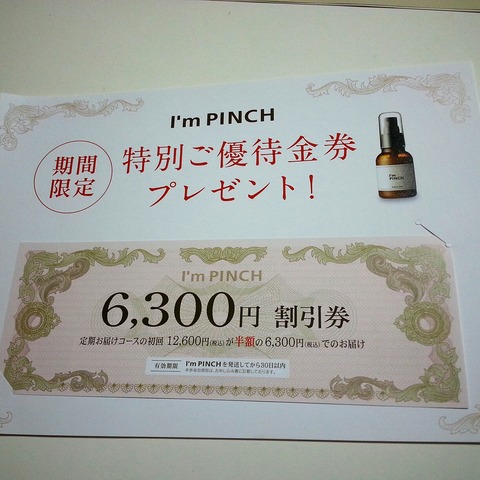 I'm PINCH
期間
限定
特別ご優待金券
プレゼント!
I'm PINCH
I'm PINCH
6,300円 割引券
定期お届けコースの初回 12,600円(税込)が半額の6,300円(税込)でのお届け
有効期限 I'm PINCHを発送してから30日以内